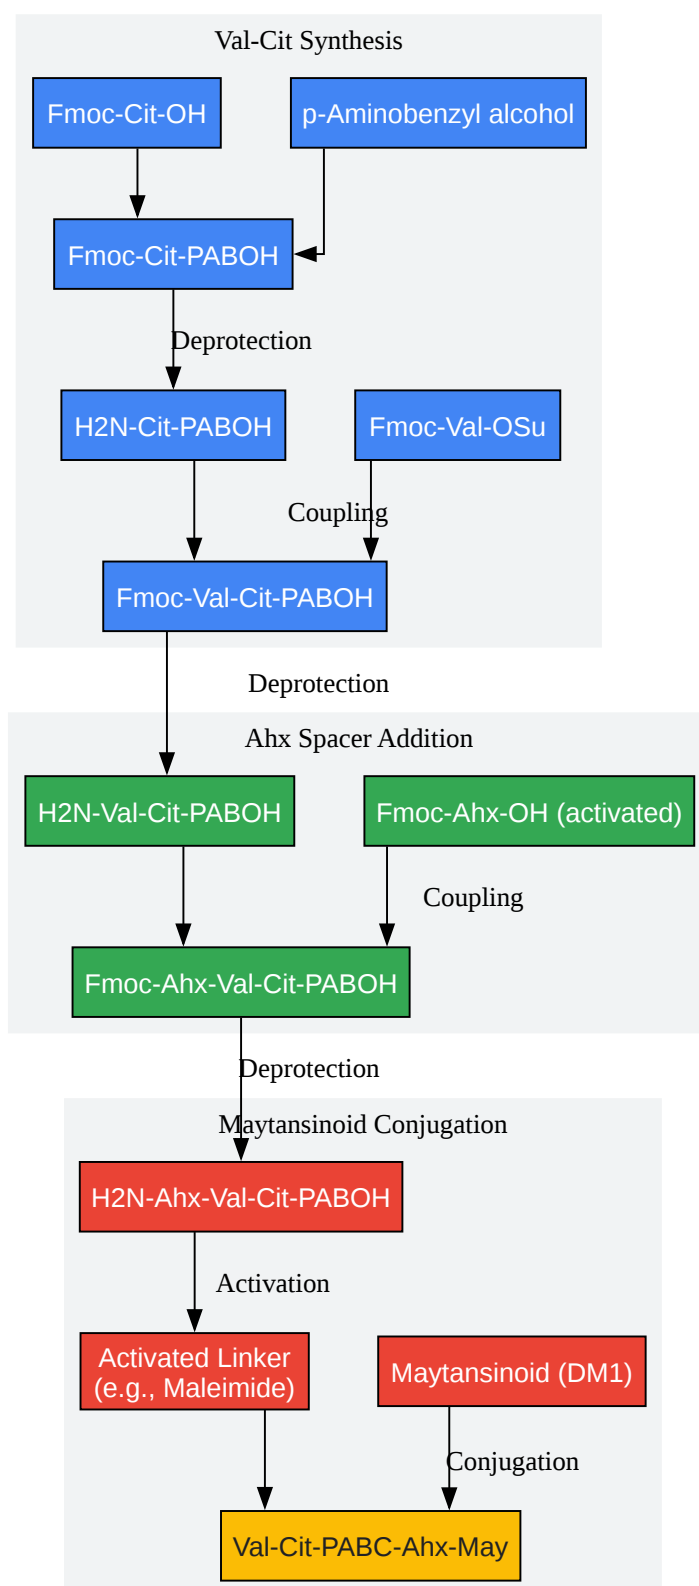 Val-Cit Synthesis
Fmoc-Cit-OH
p-Aminobenzyl alcohol
Fmoc-Cit-PABOH
Deprotection
H2N-Cit-PABOH
Fmoc-Val-OSu
Coupling
Fmoc-Val-Cit-PABOH
Deprotection
Ahx Spacer Addition
H2N-Val-Cit-PABOH
Fmoc-Ahx-OH (activated)
Coupling
Fmoc-Ahx-Val-Cit-PABOH
Deprotection
Maytansinoid Conjugation
H2N-Ahx-Val-Cit-PABOH
Activation
Activated Linker
(e.g., Maleimide)
Maytansinoid (DM1)
Conjugation
Val-Cit-PABC-Ahx-May